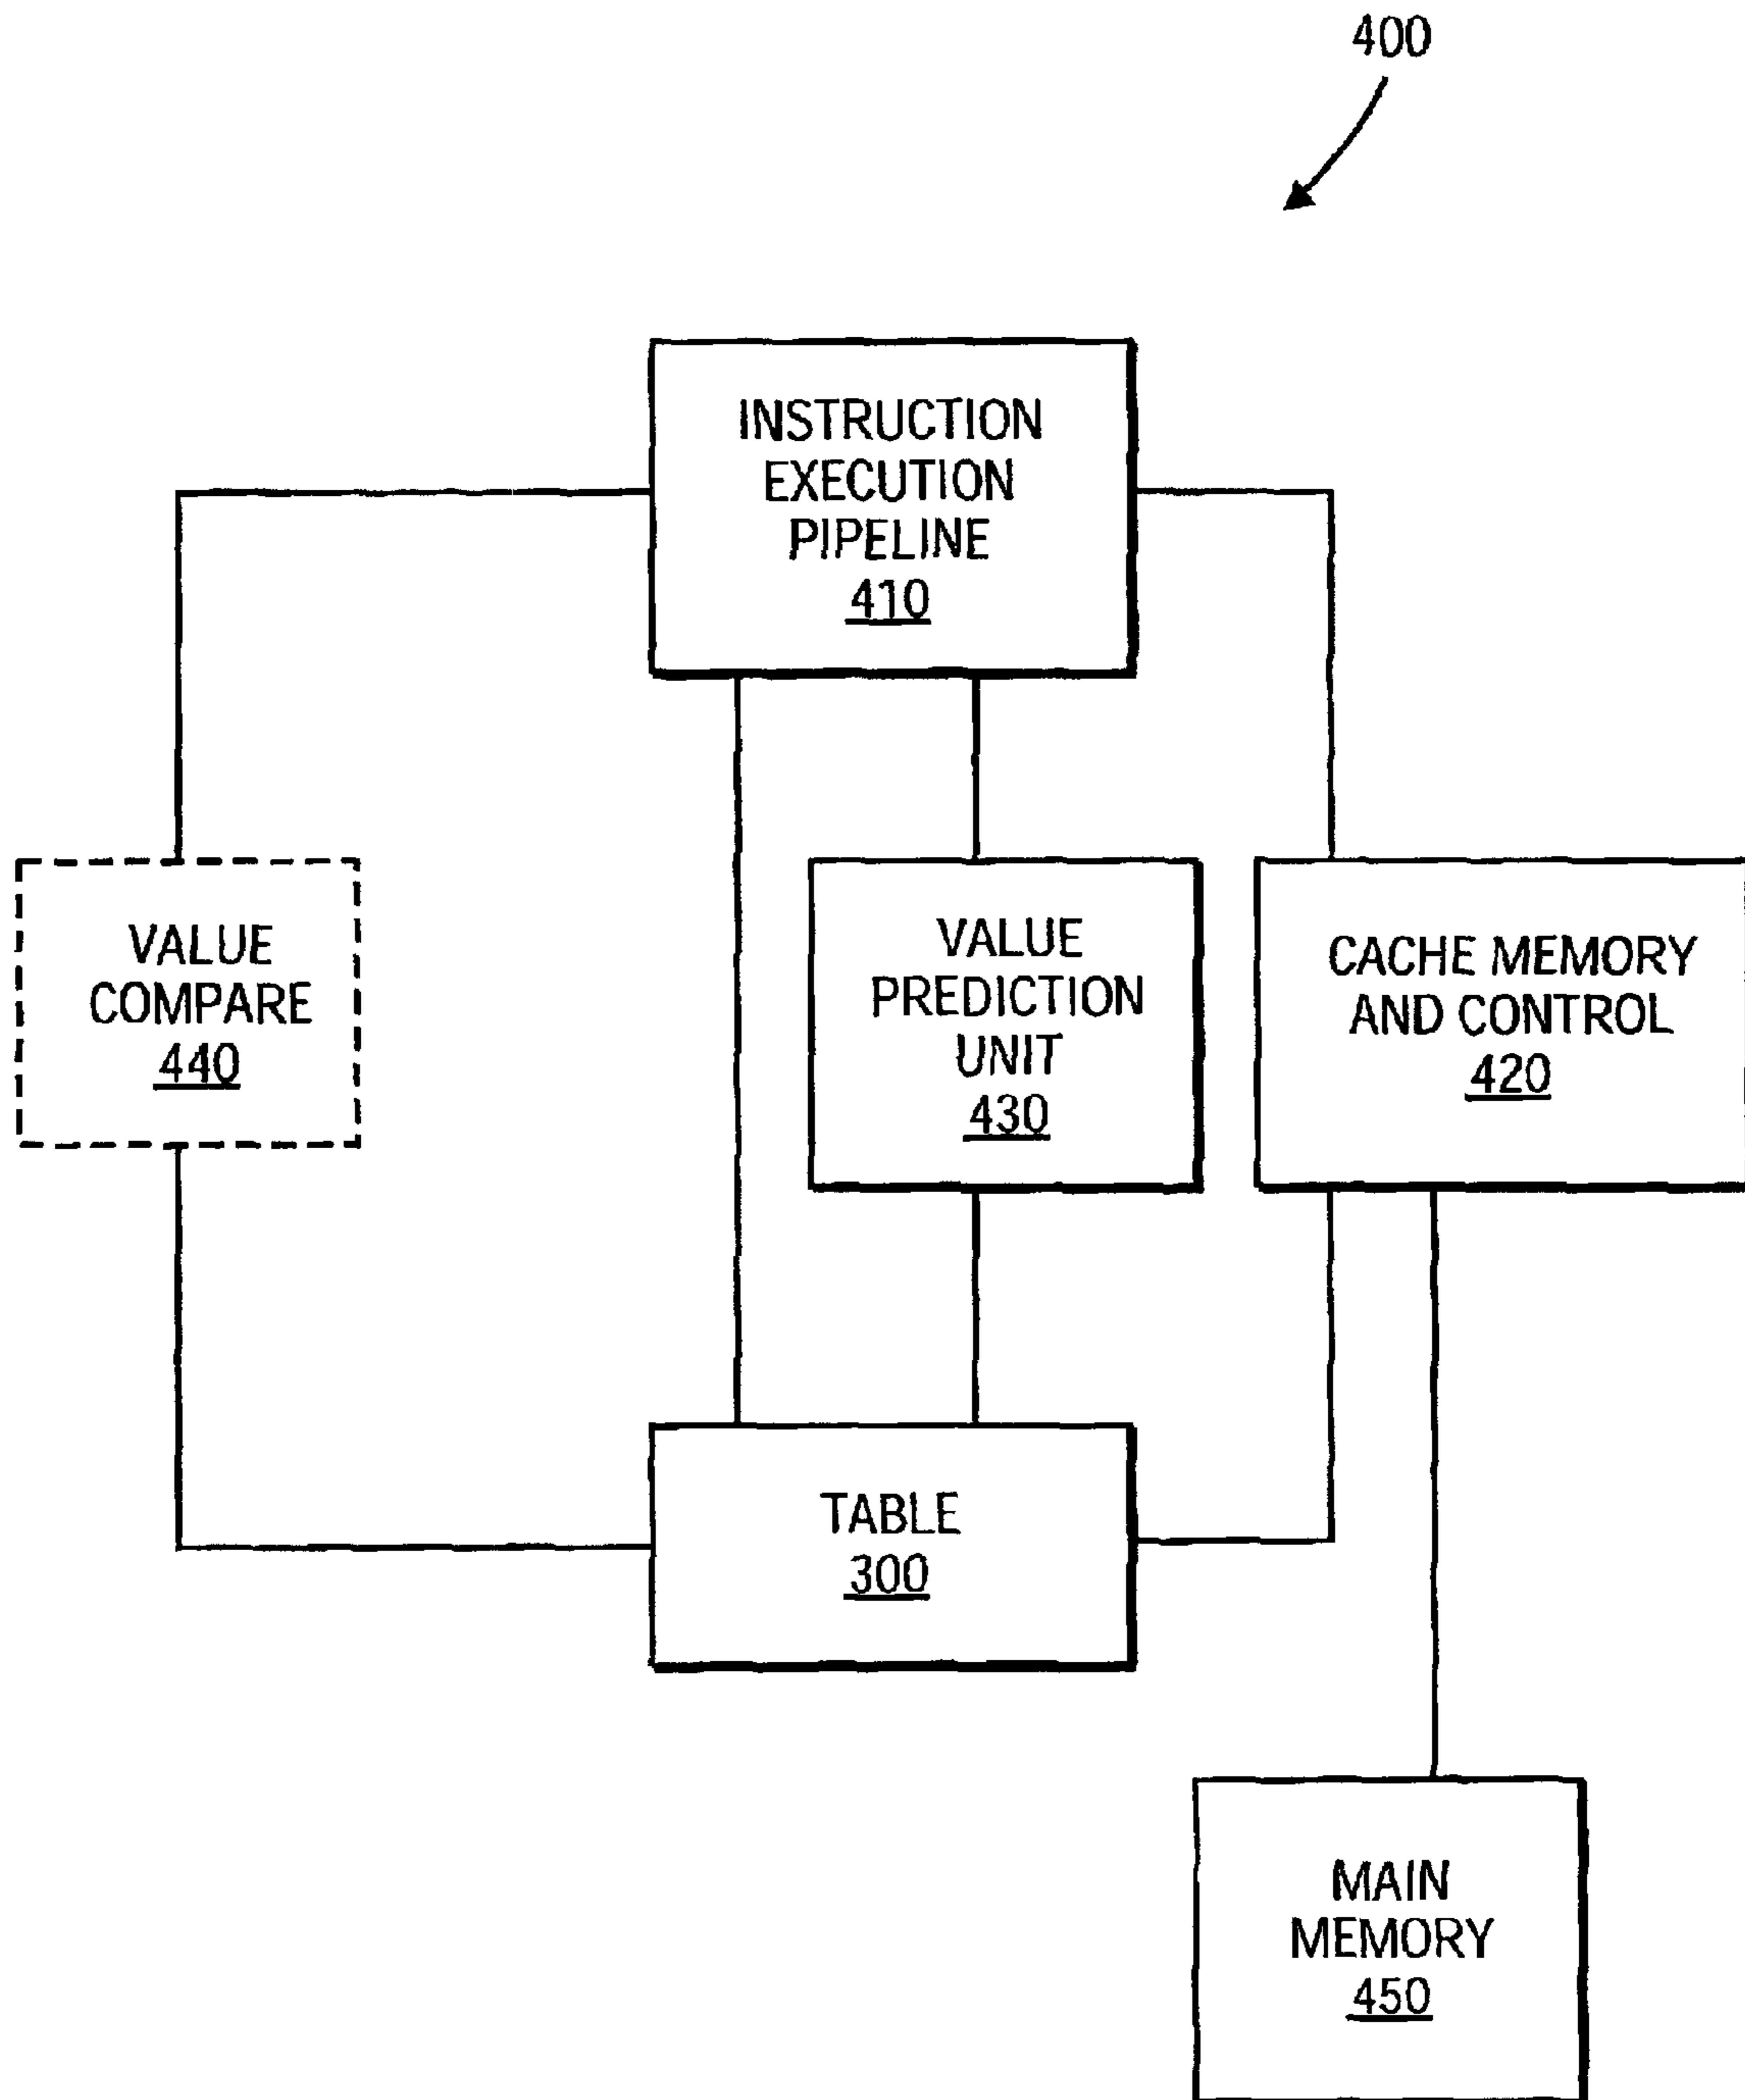 400
INSTRUCTION
EXECUTION
PIPELINE
410
VALUE
COMPARE
440
VALUE
PREDICTION
UNIT
430
CACHE MEMORY
AND CONTROL
420
TABLE
300
MAIN
MEMORY
450